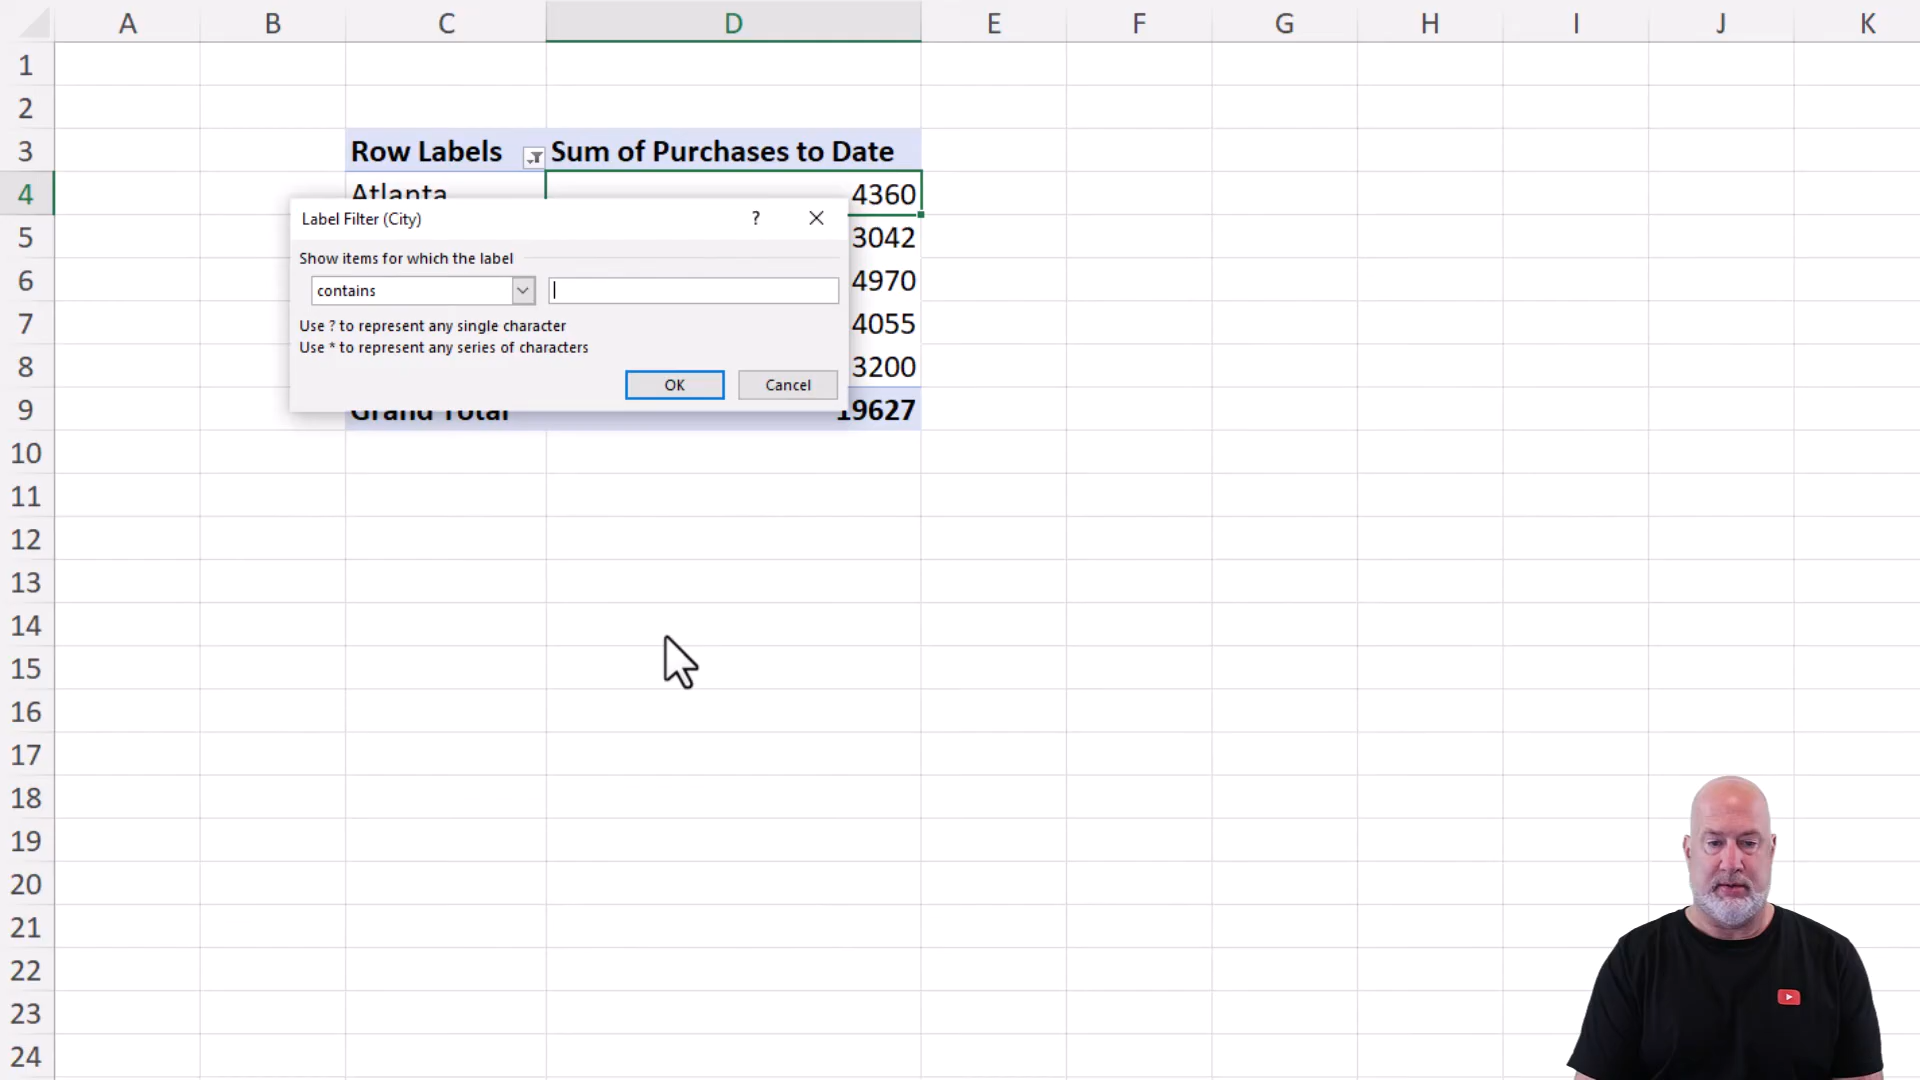 A B C D E F G H I J K
1
2
3 Row Labels Sum of Purchases to Date
4 Atlanta 4360
Label Filter (City) ?
5 3042
Show items for which the label
6 contains 4970
7 Use ? to represent any single character 4055
Use * to represent any series of characters
8 OK Cancel 3200
9 Grand Total 19627
10
11
12
13
14
15
16
17
18
19
20
21
22
23
24